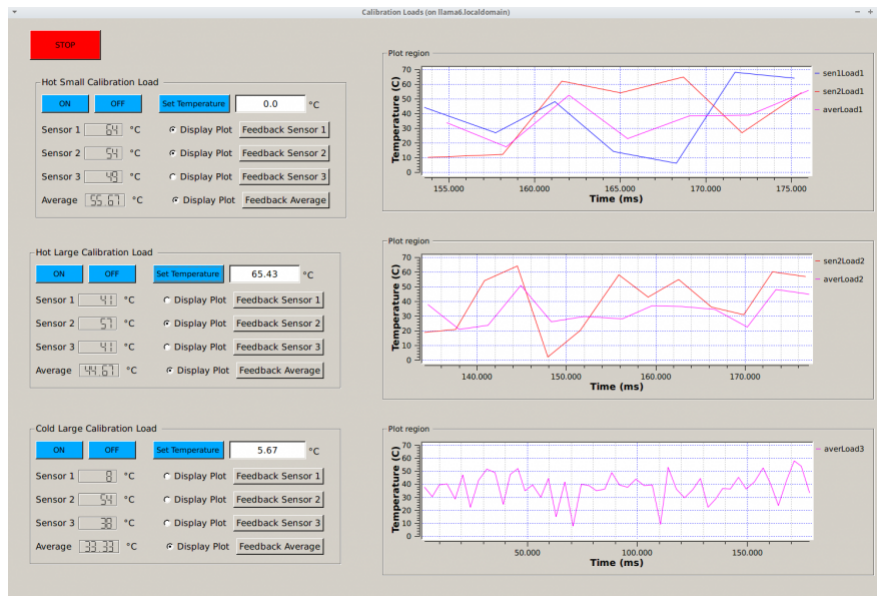 Calibration Loads (on llama6.localdomain)
STOP
Hot Small Calibration Load
ON OFF Set Temperature 0.0 °C
Sensor 1 64 °C Display Plot Feedback Sensor 1
Sensor 2 54 °C Display Plot Feedback Sensor 2
Sensor 3 49 °C Display Plot Feedback Sensor 3
Average 55.67 °C Display Plot Feedback Average
Plot region
Temperature (C)
70
60
50
40
30
20
10
0
155.000 160.000 165.000 170.000 175.000
Time (ms)
sen1Load1
sen2Load1
averLoad1
Hot Large Calibration Load
ON OFF Set Temperature 65.43 °C
Sensor 1 41 °C Display Plot Feedback Sensor 1
Sensor 2 57 °C Display Plot Feedback Sensor 2
Sensor 3 41 °C Display Plot Feedback Sensor 3
Average 44.67 °C Display Plot Feedback Average
Plot region
Temperature (C)
70
60
50
40
30
20
10
0
140.000 150.000 160.000 170.000
Time (ms)
sen2Load2
averLoad2
Cold Large Calibration Load
ON OFF Set Temperature 5.67 °C
Sensor 1 8 °C Display Plot Feedback Sensor 1
Sensor 2 54 °C Display Plot Feedback Sensor 2
Sensor 3 38 °C Display Plot Feedback Sensor 3
Average 33.33 °C Display Plot Feedback Average
Plot region
Temperature (C)
70
60
50
40
30
20
10
0
50.000 100.000 150.000
Time (ms)
averLoad3